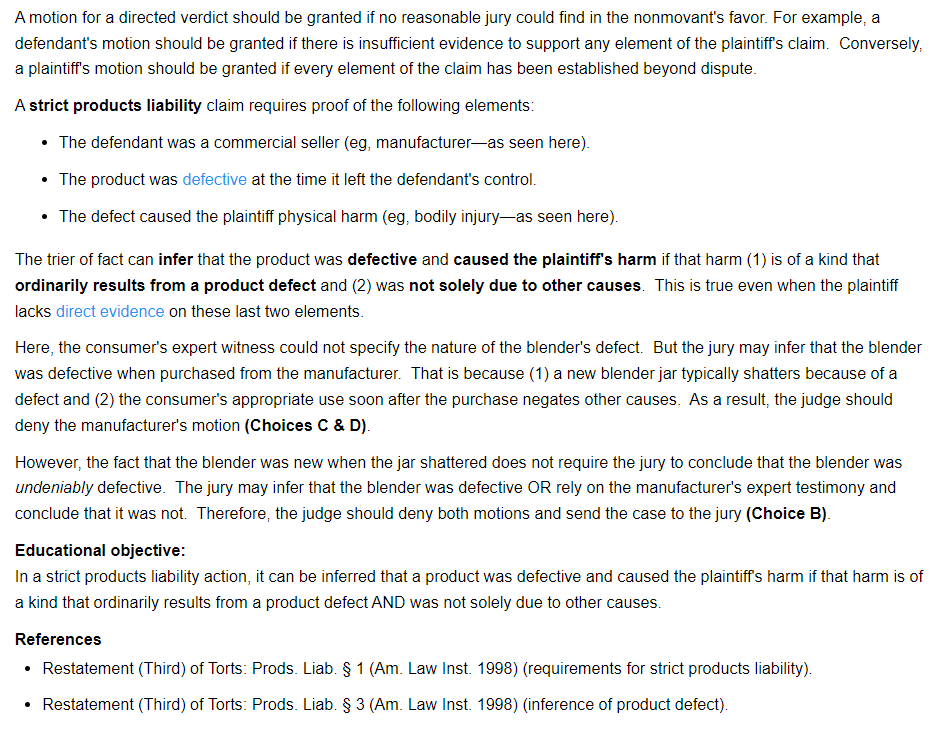 A motion for a directed verdict should be granted if no reasonable jury could find in the nonmovant's favor. For example, a
defendant's motion should be granted if there is insufficient evidence to support any element of the plaintiff's claim.  Conversely,
a plaintiff's motion should be granted if every element of the claim has been established beyond dispute.
A strict products liability claim requires proof of the following elements:
• The defendant was a commercial seller (eg, manufacturer—as seen here).
• The product was defective at the time it left the defendant's control.
• The defect caused the plaintiff physical harm (eg, bodily injury—as seen here).
The trier of fact can infer that the product was defective and caused the plaintiff's harm if that harm (1) is of a kind that
ordinarily results from a product defect and (2) was not solely due to other causes.  This is true even when the plaintiff
lacks direct evidence on these last two elements.
Here, the consumer's expert witness could not specify the nature of the blender's defect.  But the jury may infer that the blender
was defective when purchased from the manufacturer.  That is because (1) a new blender jar typically shatters because of a
defect and (2) the consumer's appropriate use soon after the purchase negates other causes.  As a result, the judge should
deny the manufacturer's motion (Choices C & D).
However, the fact that the blender was new when the jar shattered does not require the jury to conclude that the blender was
undeniably defective.  The jury may infer that the blender was defective OR rely on the manufacturer's expert testimony and
conclude that it was not.  Therefore, the judge should deny both motions and send the case to the jury (Choice B).
Educational objective:
In a strict products liability action, it can be inferred that a product was defective and caused the plaintiff's harm if that harm is of
a kind that ordinarily results from a product defect AND was not solely due to other causes.
References
• Restatement (Third) of Torts: Prods. Liab. § 1 (Am. Law Inst. 1998) (requirements for strict products liability).
• Restatement (Third) of Torts: Prods. Liab. § 3 (Am. Law Inst. 1998) (inference of product defect).